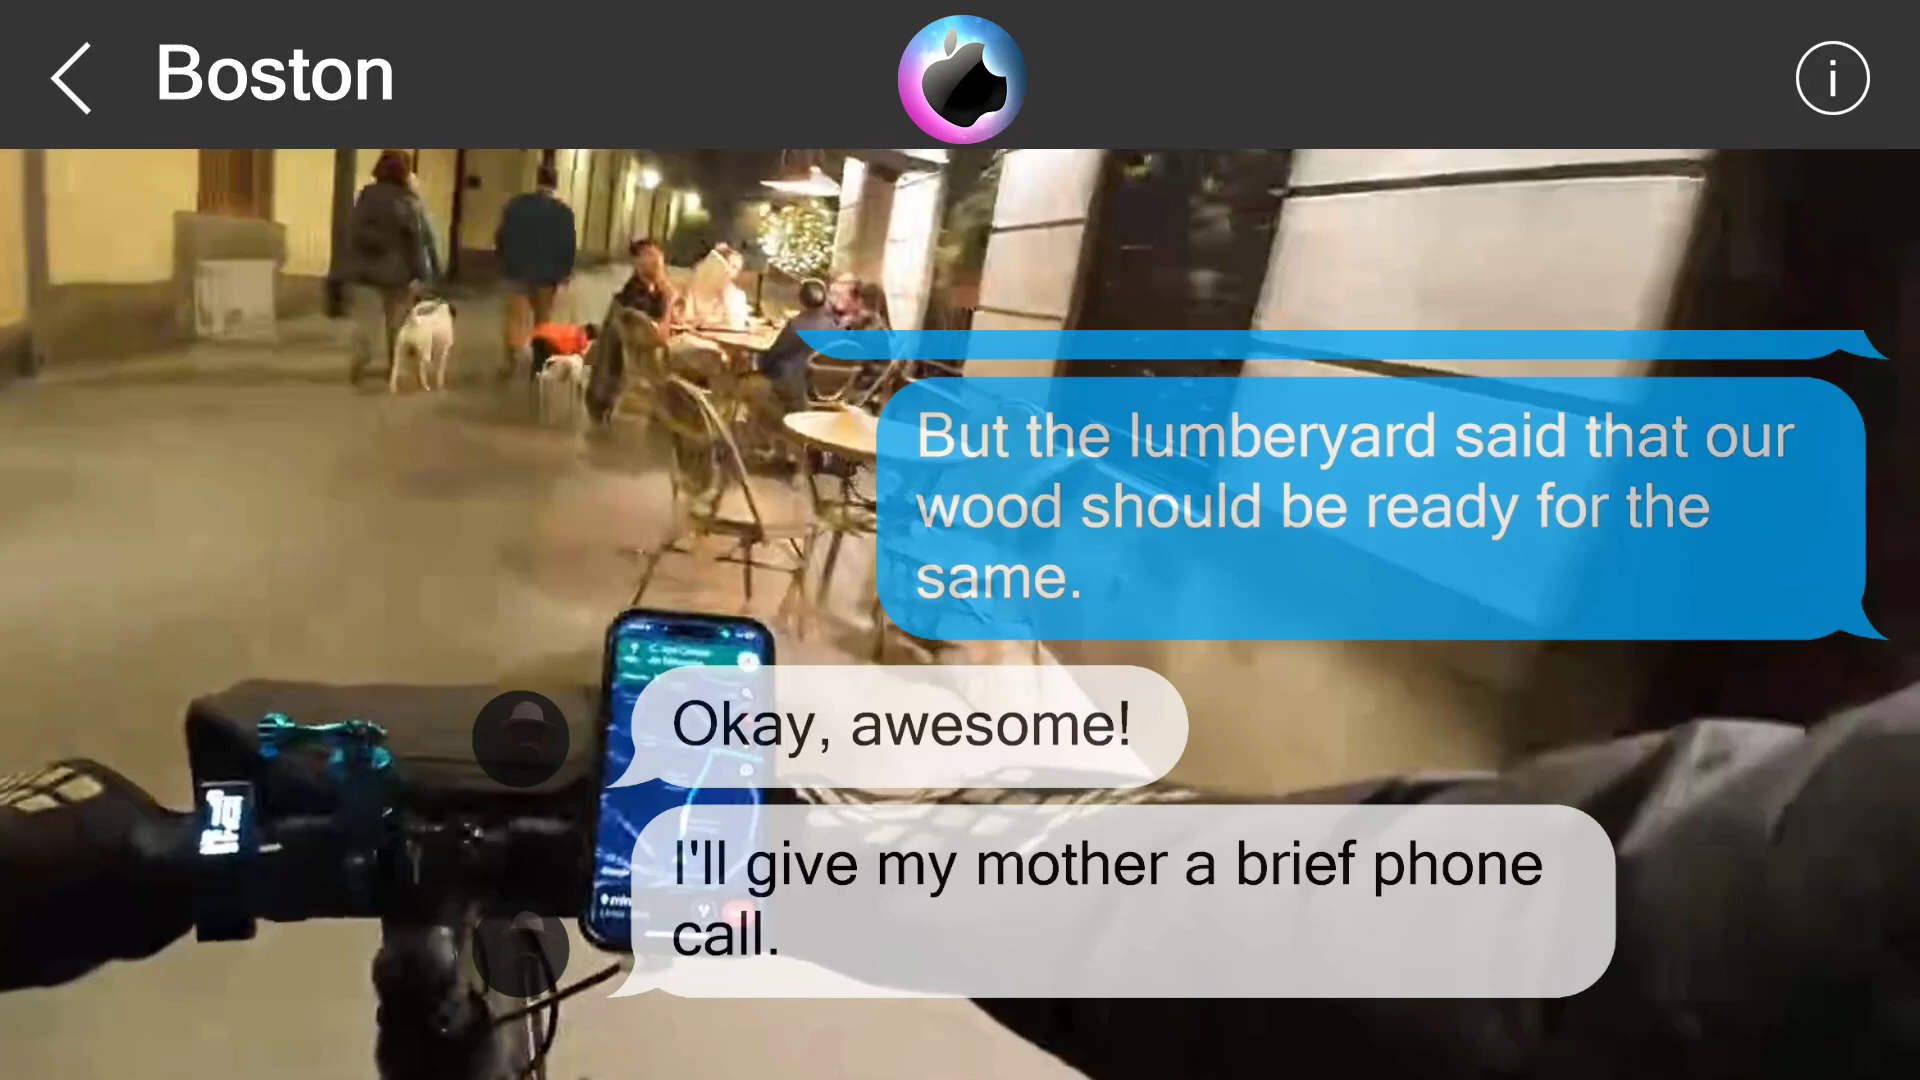 Boston
But the lumberyard said that our
wood should be ready for the
same.
Okay, awesome!
I'll give my mother a brief phone
call.